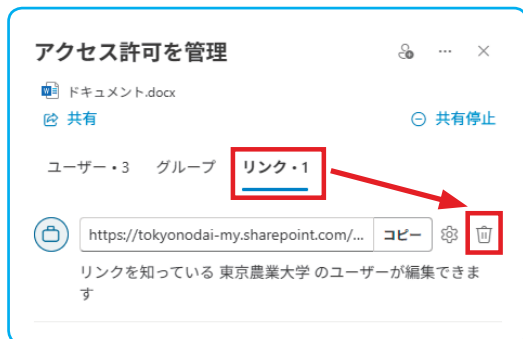 アクセス許可を管理
ドキュメント.docx
共有
共有停止
ユーザー・3 グループ リンク・1
https://tokyonodai-my.sharepoint.com/... コピー
リンクを知っている 東京農業大学 のユーザーが編集できま
す